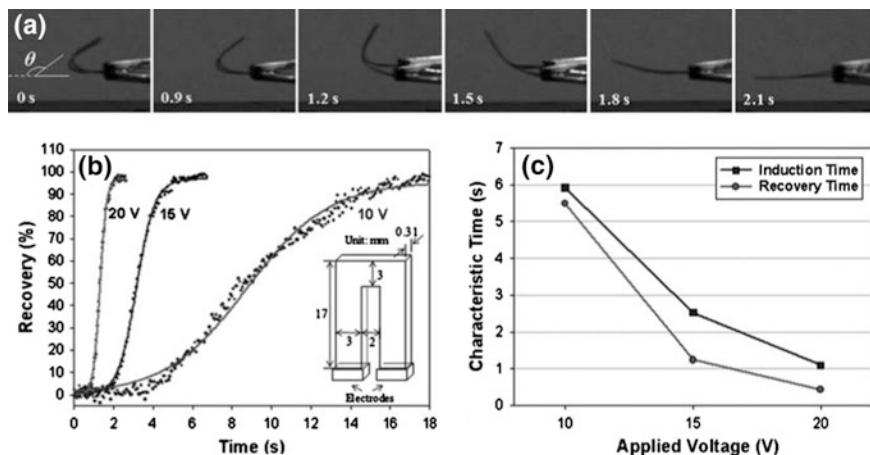 (a)
θ
0 s
0.9 s
1.2 s
1.5 s
1.8 s
2.1 s
(b)
110
100
90
80
70
60
50
40
30
20
10
0
20 V
15 V
10 V
Unit: mm
0.31
3
17
3
2
Electrodes
0 2 4 6 8 10 12 14 16 18
Recovery (%)
Time (s)
(c)
7
6
5
4
3
2
1
0
Induction Time
Recovery Time
10 15 20
Characteristic Time (s)
Applied Voltage (V)